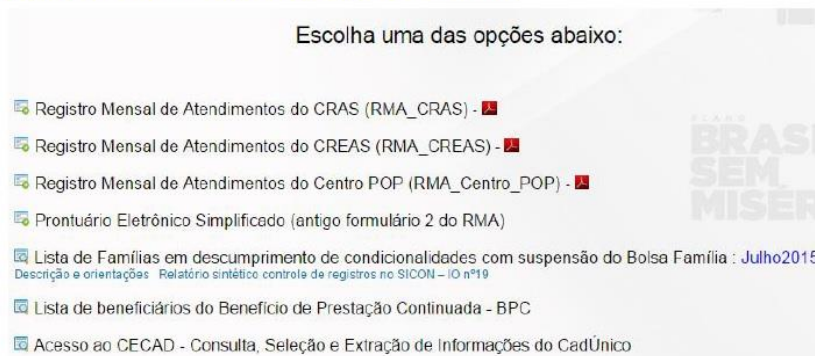 Escolha uma das opções abaixo:
Registro Mensal de Atendimentos do CRAS (RMA_CRAS) -
Registro Mensal de Atendimentos do CREAS (RMA_CREAS) -
Registro Mensal de Atendimentos do Centro POP (RMA_Centro_POP) -
Prontuário Eletrônico Simplificado (antigo formulário 2 do RMA)
Lista de Famílias em descumprimento de condicionalidades com suspensão do Bolsa Família : Julho2015
Descrição e orientações Relatório sintético controle de registros no SICON – IO nº19
Lista de beneficiários do Benefício de Prestação Continuada - BPC
Acesso ao CECAD - Consulta, Seleção e Extração de Informações do CadÚnico
PLANO
BRASI
SEM
MISÉR